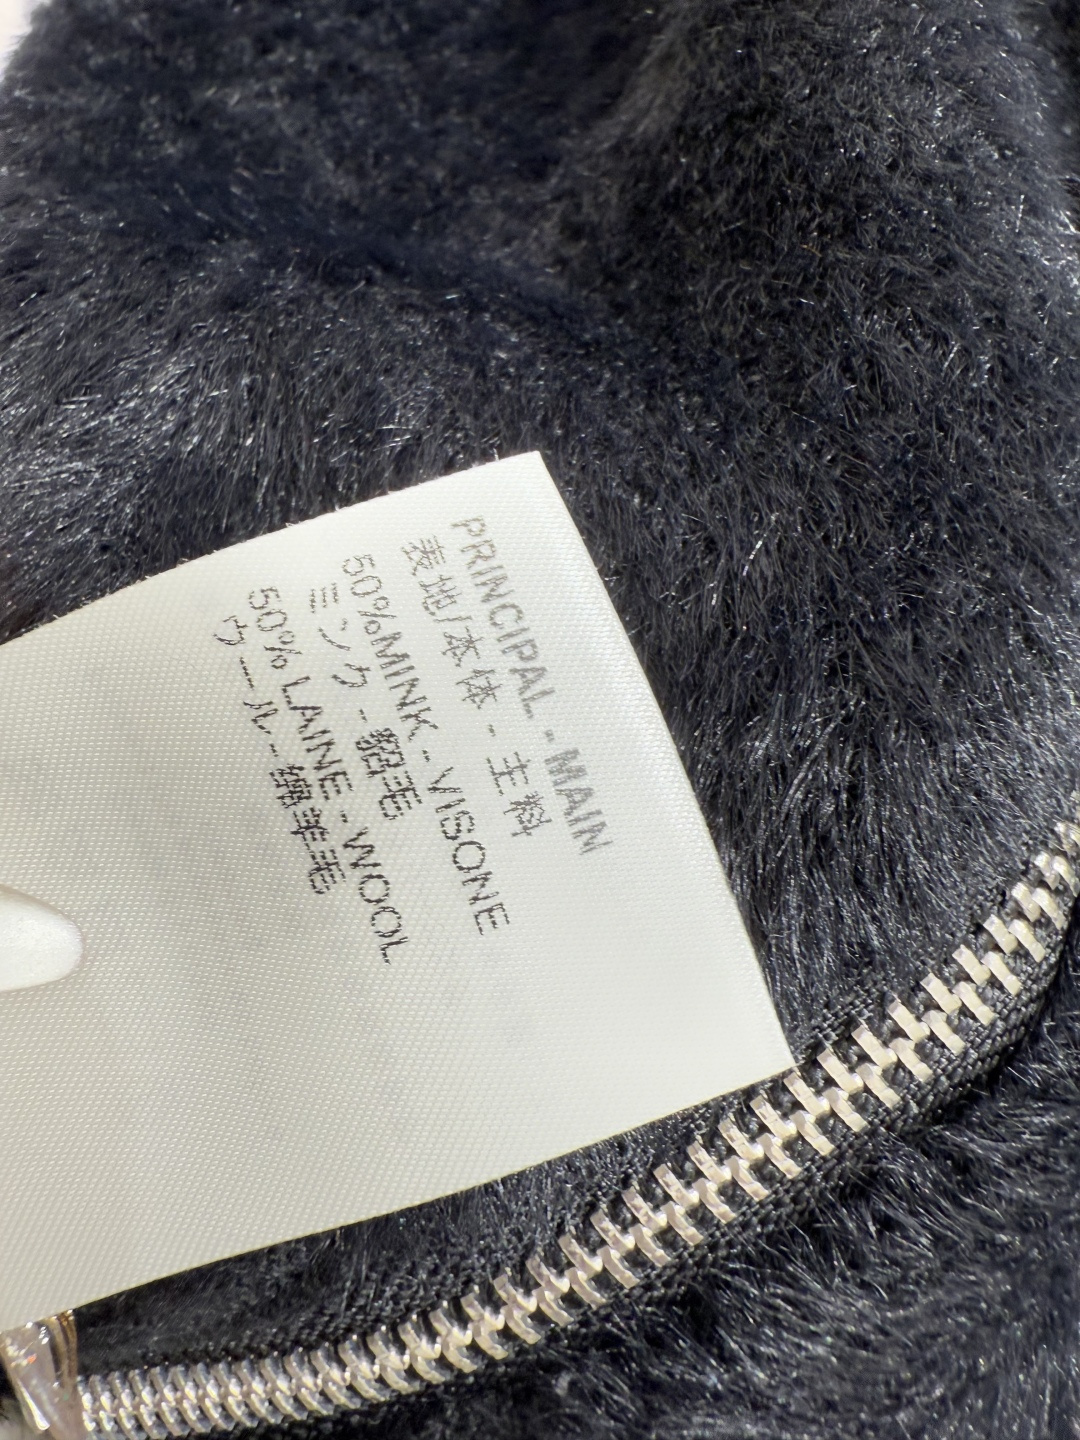 PRINCIPAL - MAIN
表地/本体 - 主料
50%MINK - VISONE
ミンク - 貂毛
50% LAINE - WOOL
ウール - 绵羊毛